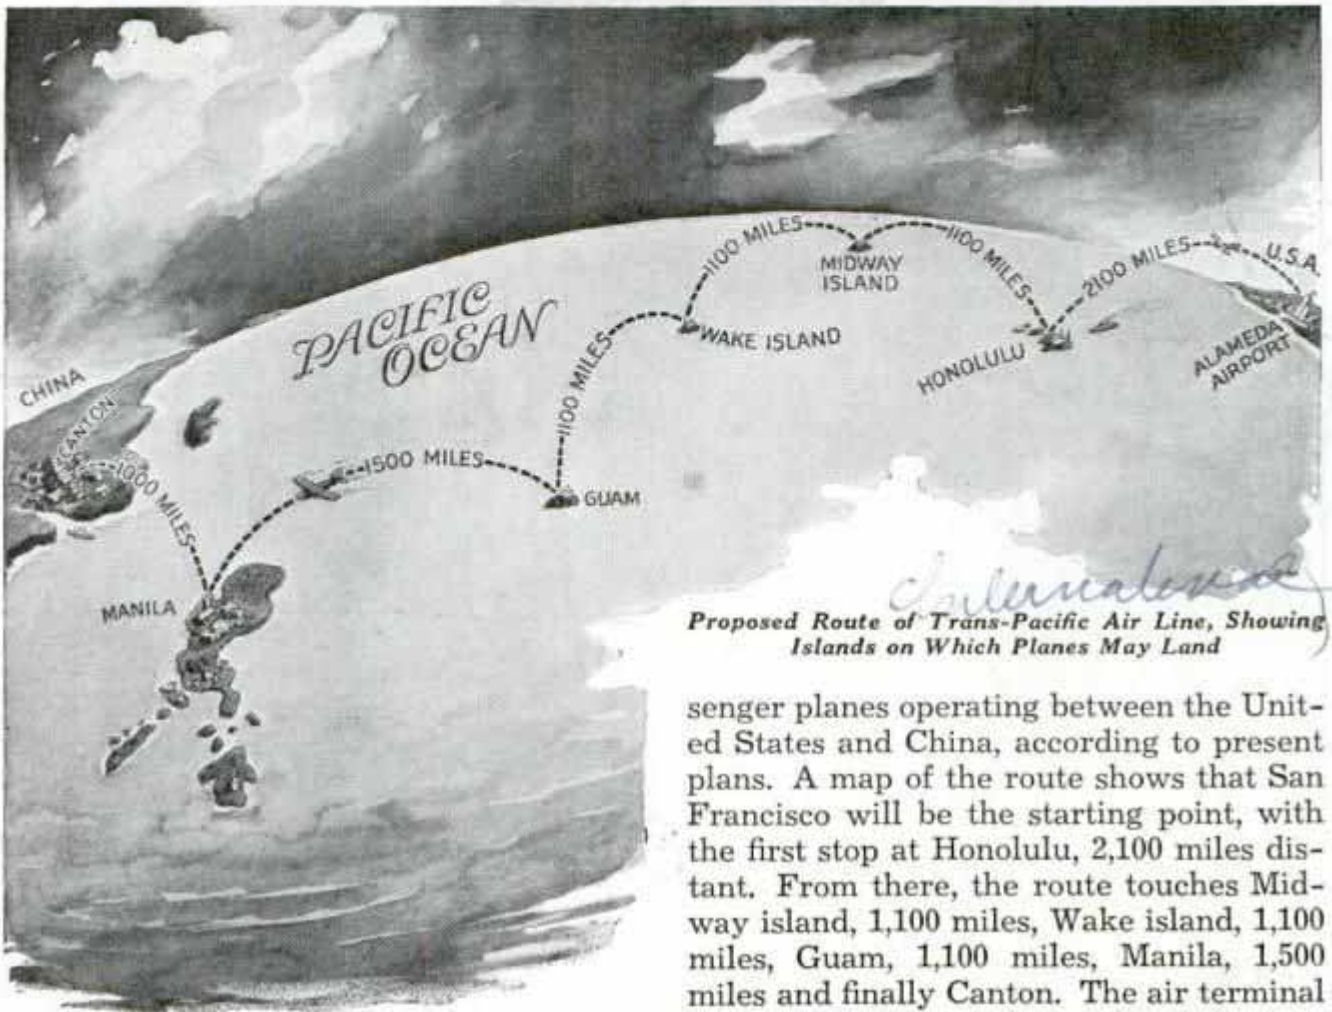 PACIFIC
OCEAN
CHINA
CANTON
1000 MILES
MANILA
1500 MILES
GUAM
1100 MILES
WAKE ISLAND
1100 MILES
MIDWAY
ISLAND
1100 MILES
HONOLULU
2100 MILES
U.S.A.
ALAMEDA
AIRPORT
International
Proposed Route of Trans-Pacific Air Line, Showing
Islands on Which Planes May Land
senger planes operating between the Unit-
ed States and China, according to present
plans. A map of the route shows that San
Francisco will be the starting point, with
the first stop at Honolulu, 2,100 miles dis-
tant. From there, the route touches Mid-
way island, 1,100 miles, Wake island, 1,100
miles, Guam, 1,100 miles, Manila, 1,500
miles and finally Canton. The air terminal